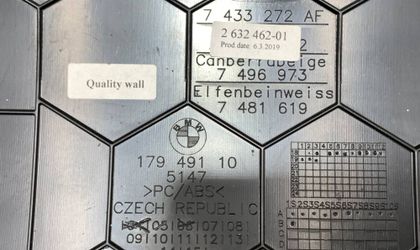 7 433 272 AF
2 632 462-01
Prod.date 6.3.2019
Canberrabeige
7 496 973
Elfenbeinweiss
7 481 619
Quality wall
BMW
179 491 10
5147
>PC/ABS<
CZECH REPUBLIC
1S2S3S4S5S6S7S8S9S
A
B
C